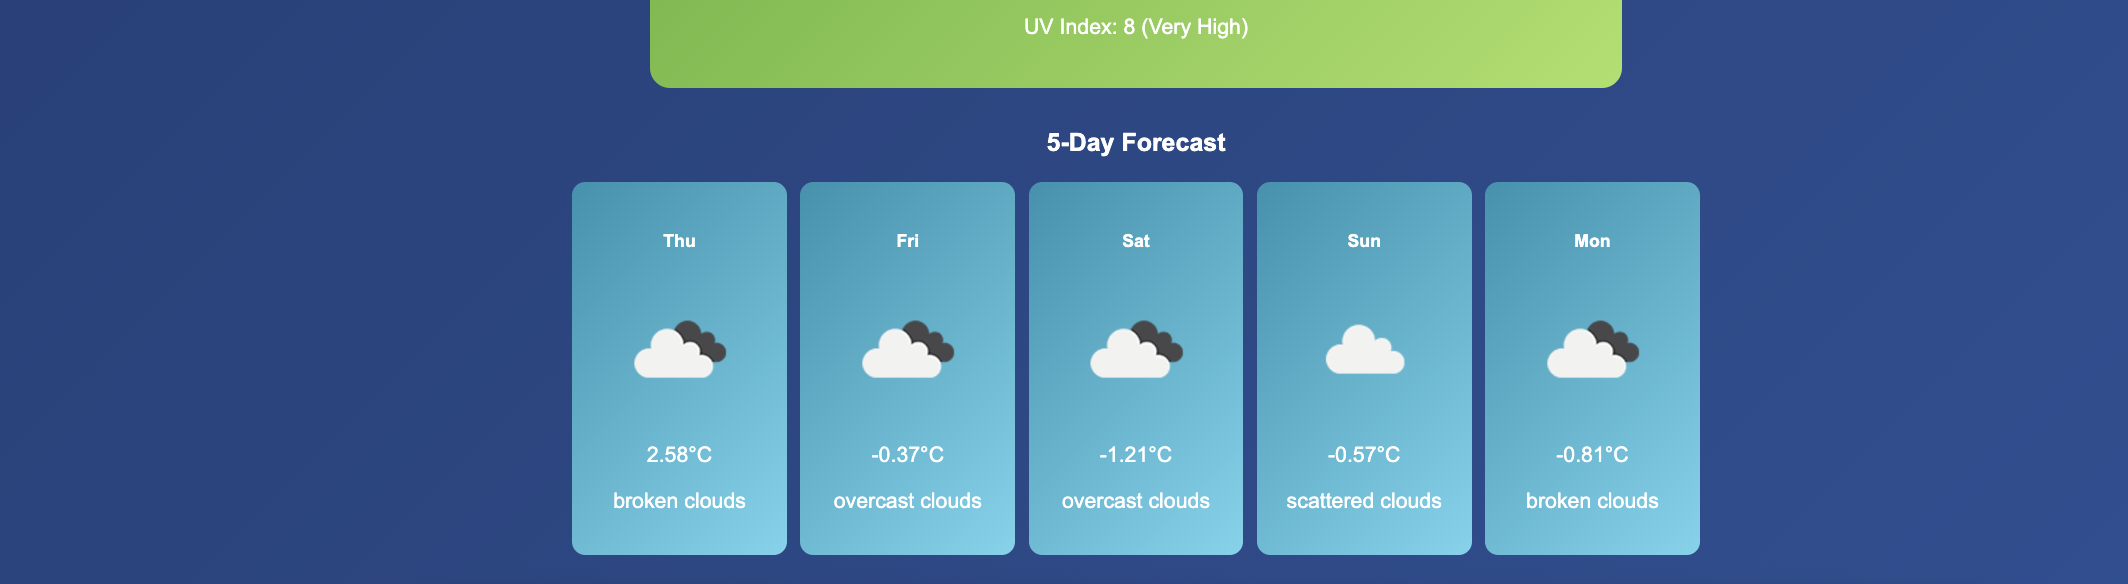 UV Index: 8 (Very High)
5-Day Forecast
Thu
2.58°C
broken clouds
Fri
-0.37°C
overcast clouds
Sat
-1.21°C
overcast clouds
Sun
-0.57°C
scattered clouds
Mon
-0.81°C
broken clouds